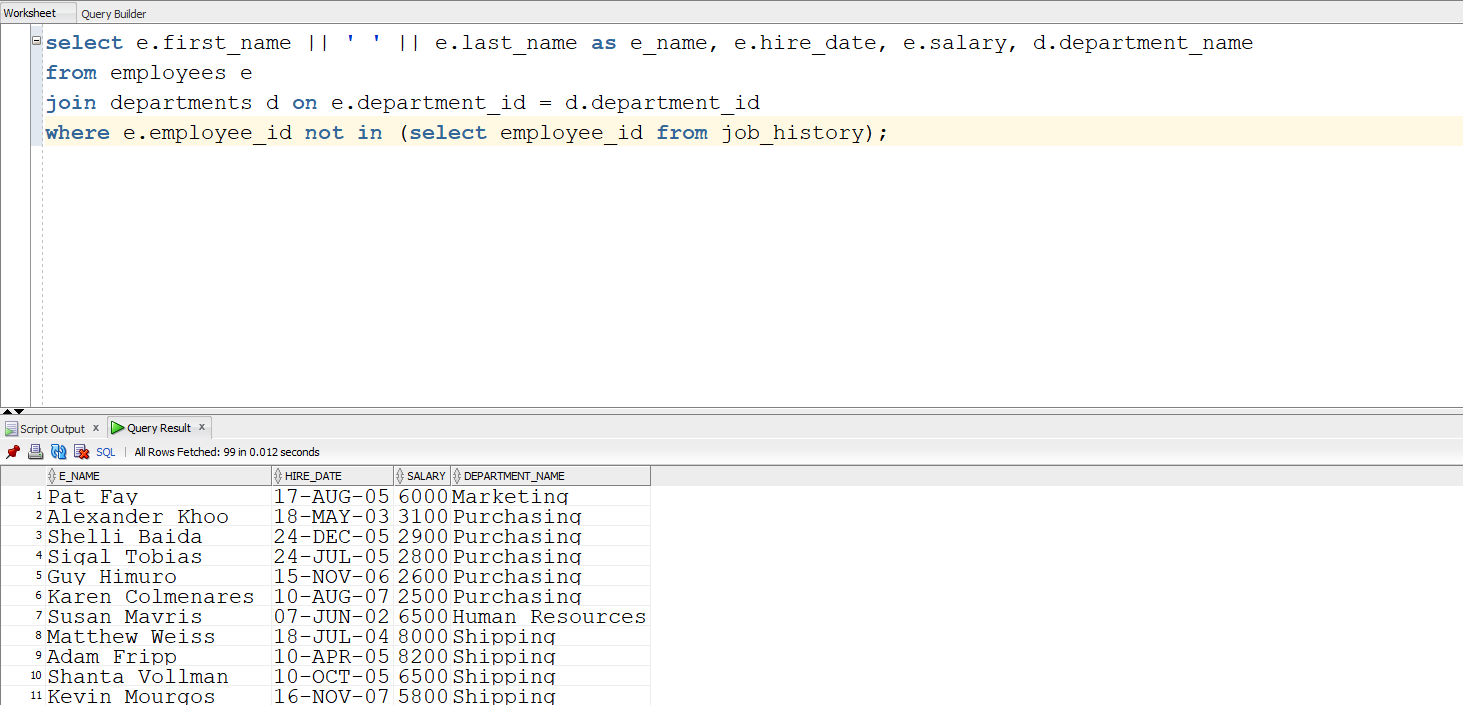 Worksheet Query Builder
select e.first_name || ' ' || e.last_name as e_name, e.hire_date, e.salary, d.department_name
from employees e
join departments d on e.department_id = d.department_id
where e.employee_id not in (select employee_id from job_history);
Script Output x Query Result x
SQL | All Rows Fetched: 99 in 0.012 seconds
E_NAME HIRE_DATE SALARY DEPARTMENT_NAME
1 Pat Fay 17-AUG-05 6000 Marketing
2 Alexander Khoo 18-MAY-03 3100 Purchasing
3 Shelli Baida 24-DEC-05 2900 Purchasing
4 Sigal Tobias 24-JUL-05 2800 Purchasing
5 Guy Himuro 15-NOV-06 2600 Purchasing
6 Karen Colmenares 10-AUG-07 2500 Purchasing
7 Susan Mavris 07-JUN-02 6500 Human Resources
8 Matthew Weiss 18-JUL-04 8000 Shipping
9 Adam Fripp 10-APR-05 8200 Shipping
10 Shanta Vollman 10-OCT-05 6500 Shipping
11 Kevin Mourgos 16-NOV-07 5800 Shipping